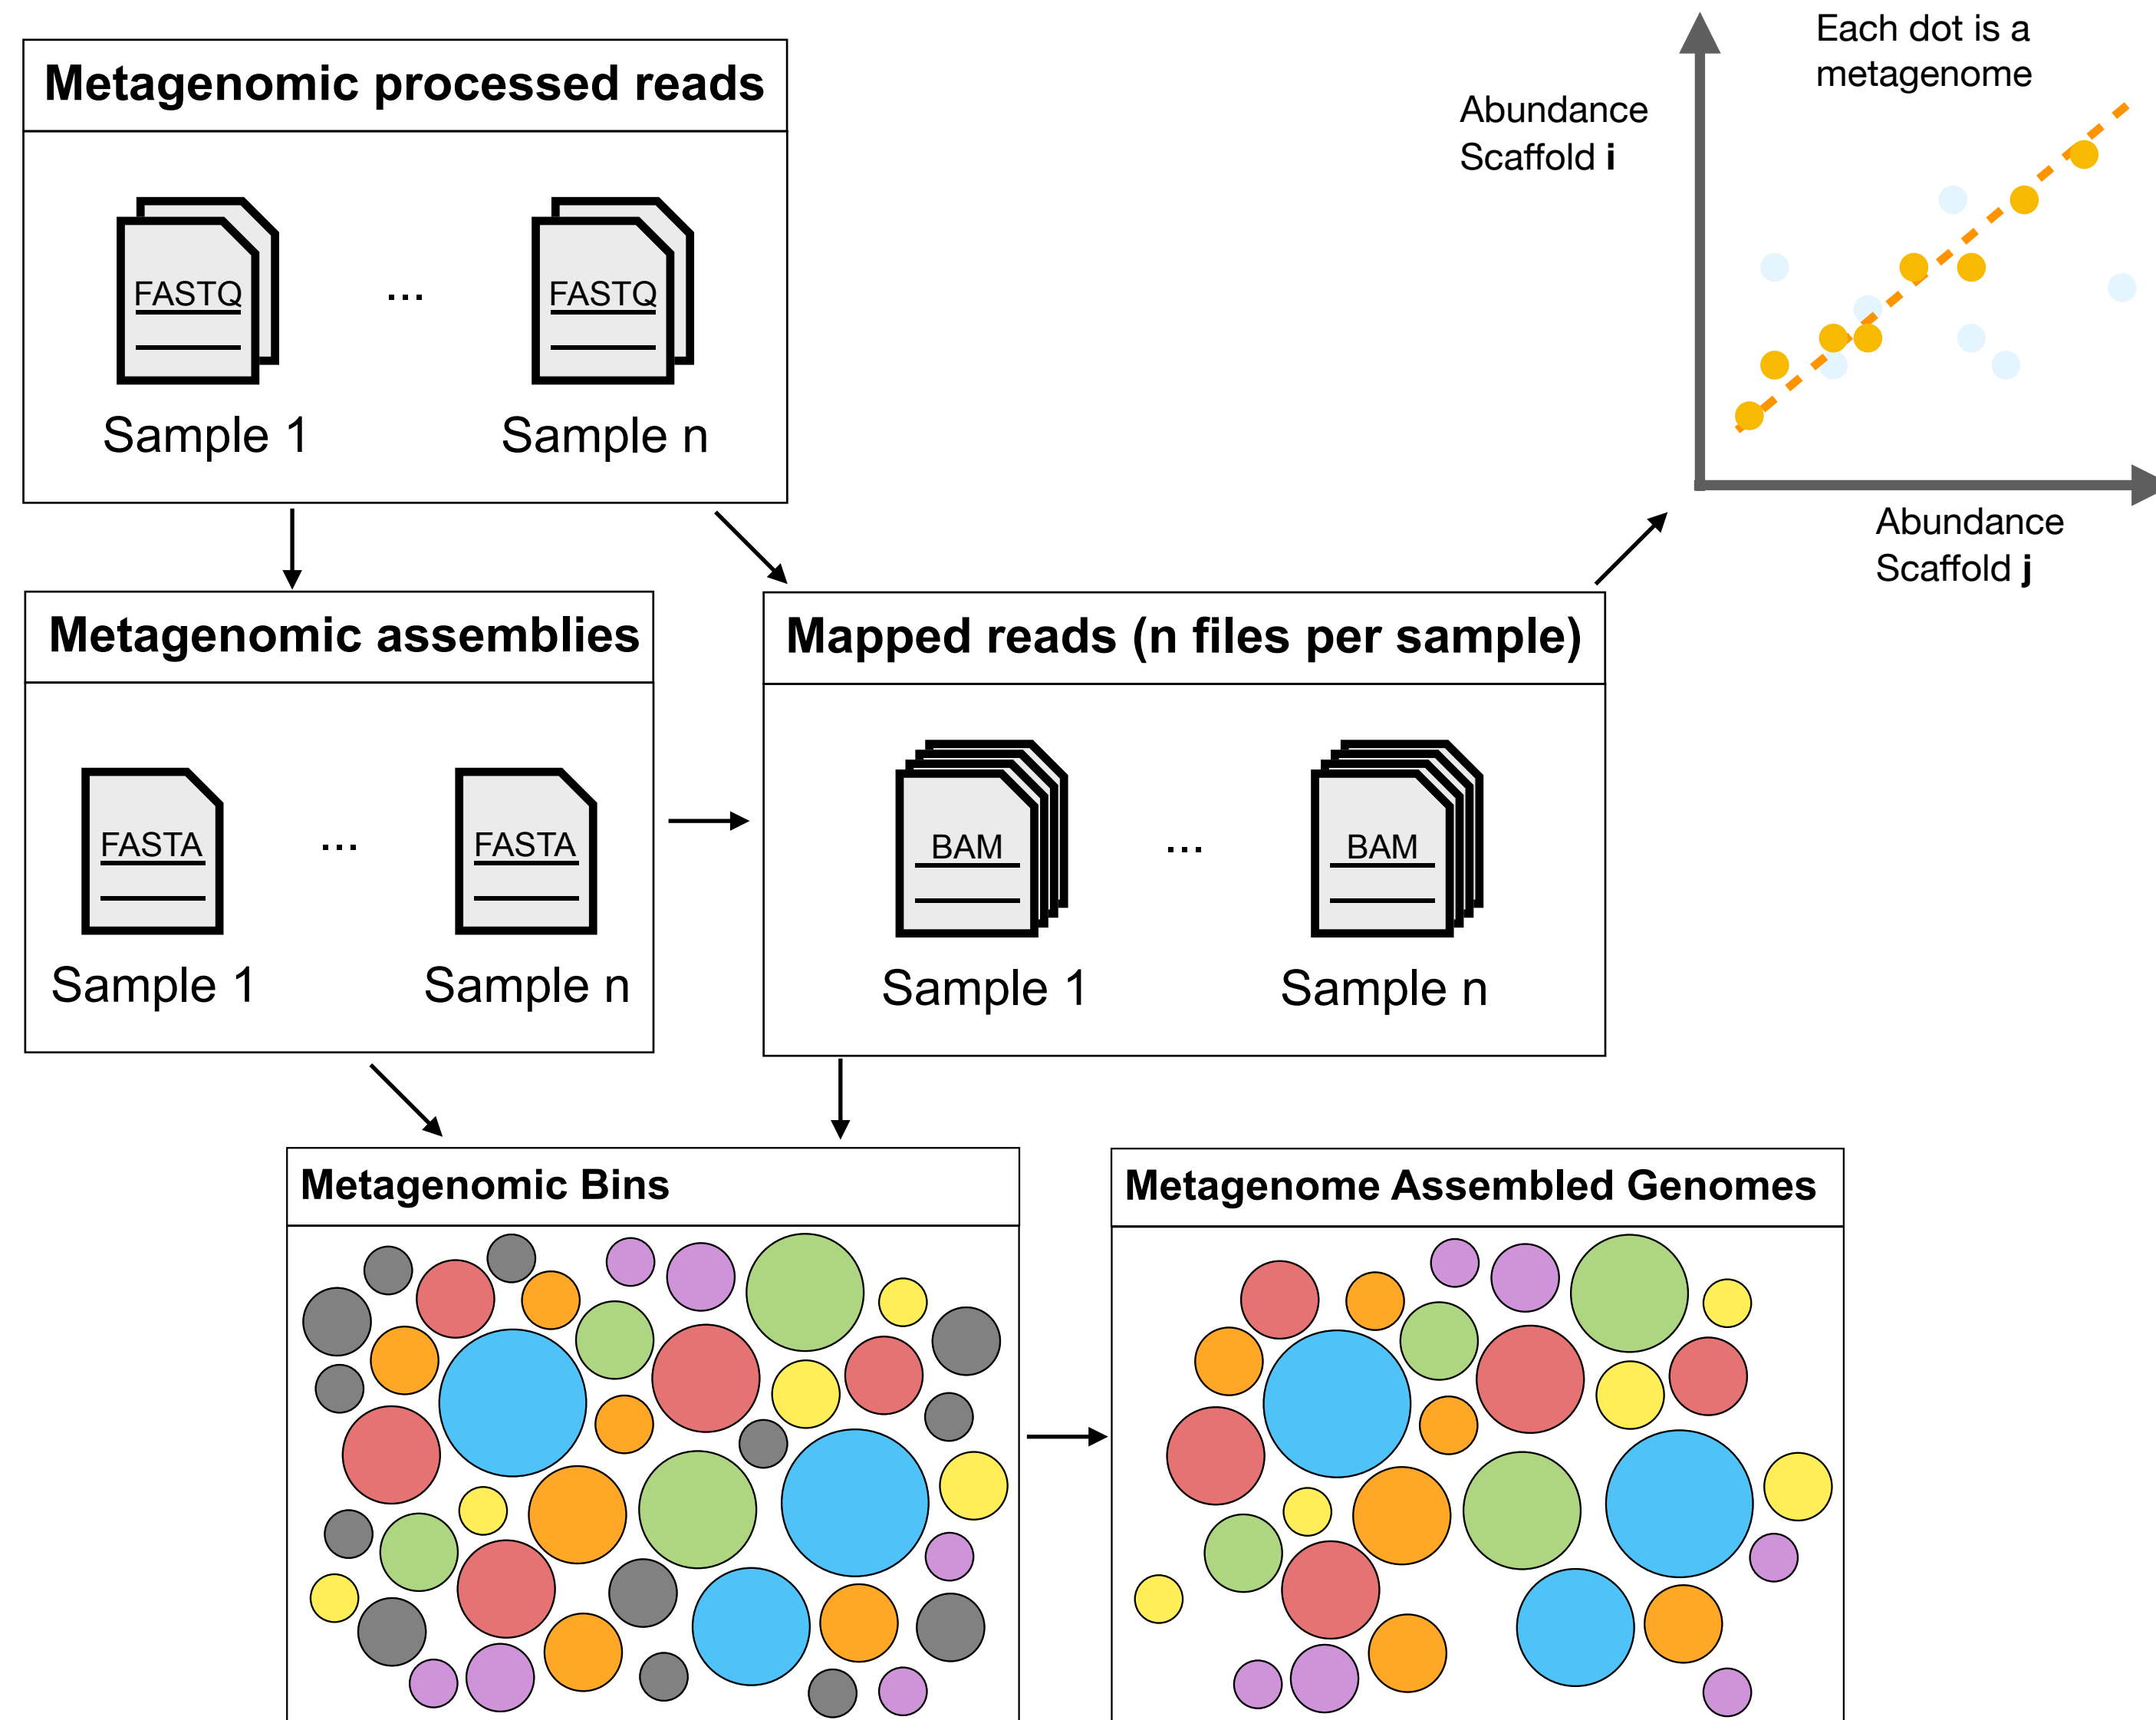 Metagenomic processed reads
FASTQ
...
FASTQ
Sample 1
Sample n
Each dot is a
metagenome
Abundance
Scaffold i
Abundance
Scaffold j
Metagenomic assemblies
FASTA
...
FASTA
Sample 1
Sample n
Mapped reads (n files per sample)
BAM
...
BAM
Sample 1
Sample n
Metagenomic Bins
Metagenome Assembled Genomes